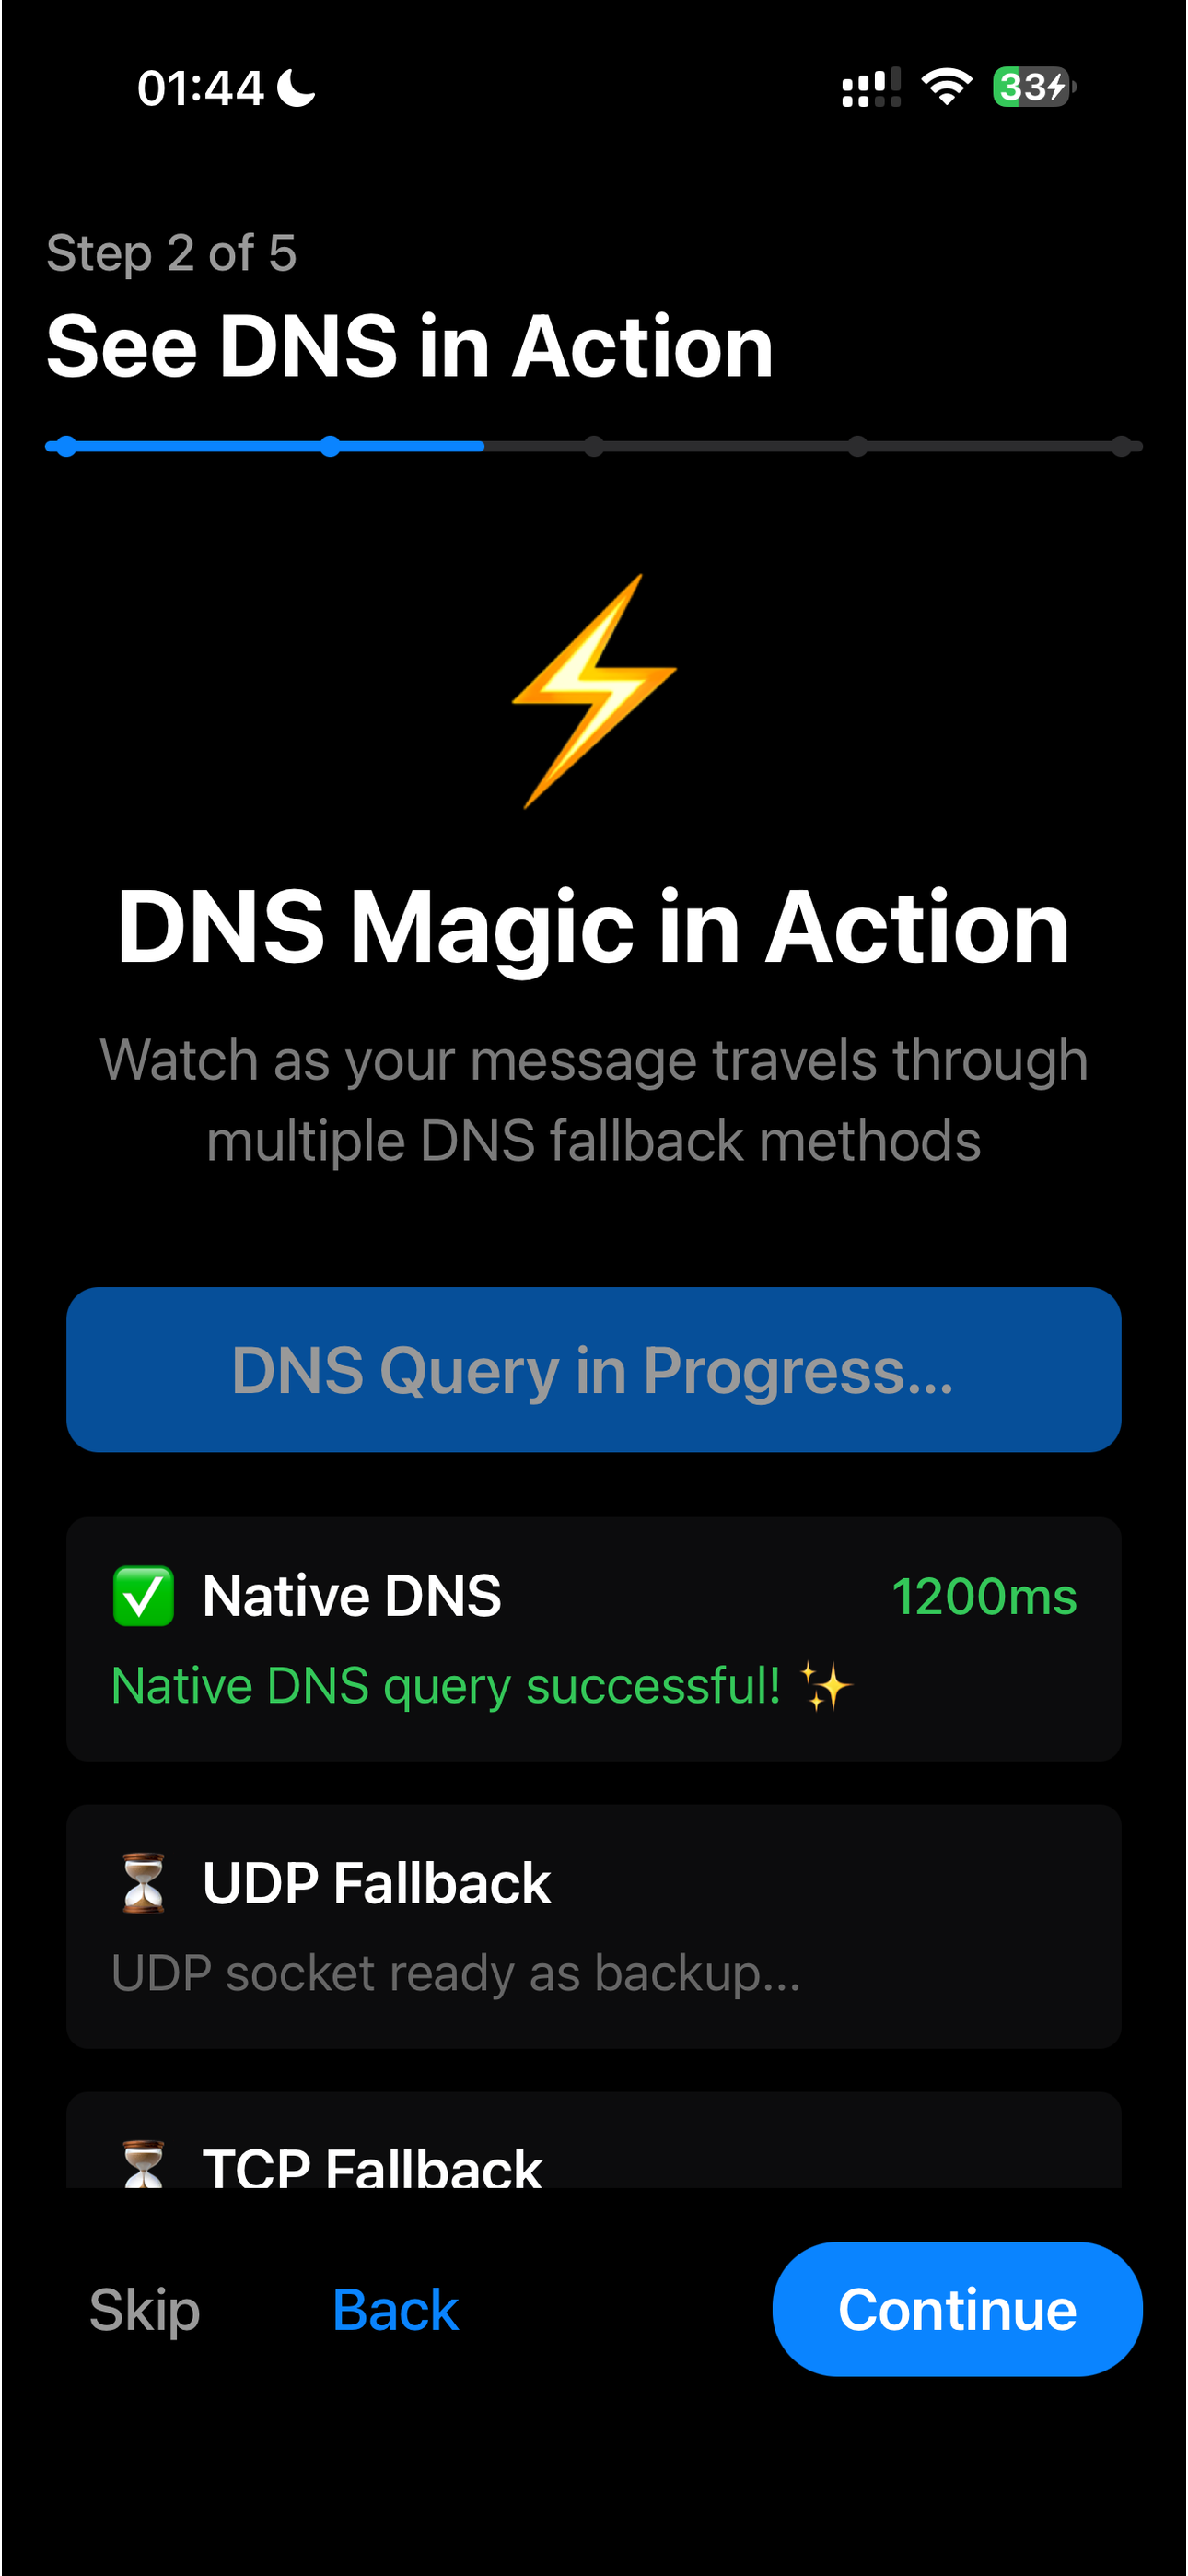 01:44
33
Step 2 of 5
See DNS in Action
DNS Magic in Action
Watch as your message travels through
multiple DNS fallback methods
DNS Query in Progress...
Native DNS
1200ms
Native DNS query successful! ✨
UDP Fallback
UDP socket ready as backup...
TCP Fallback
Skip
Back
Continue